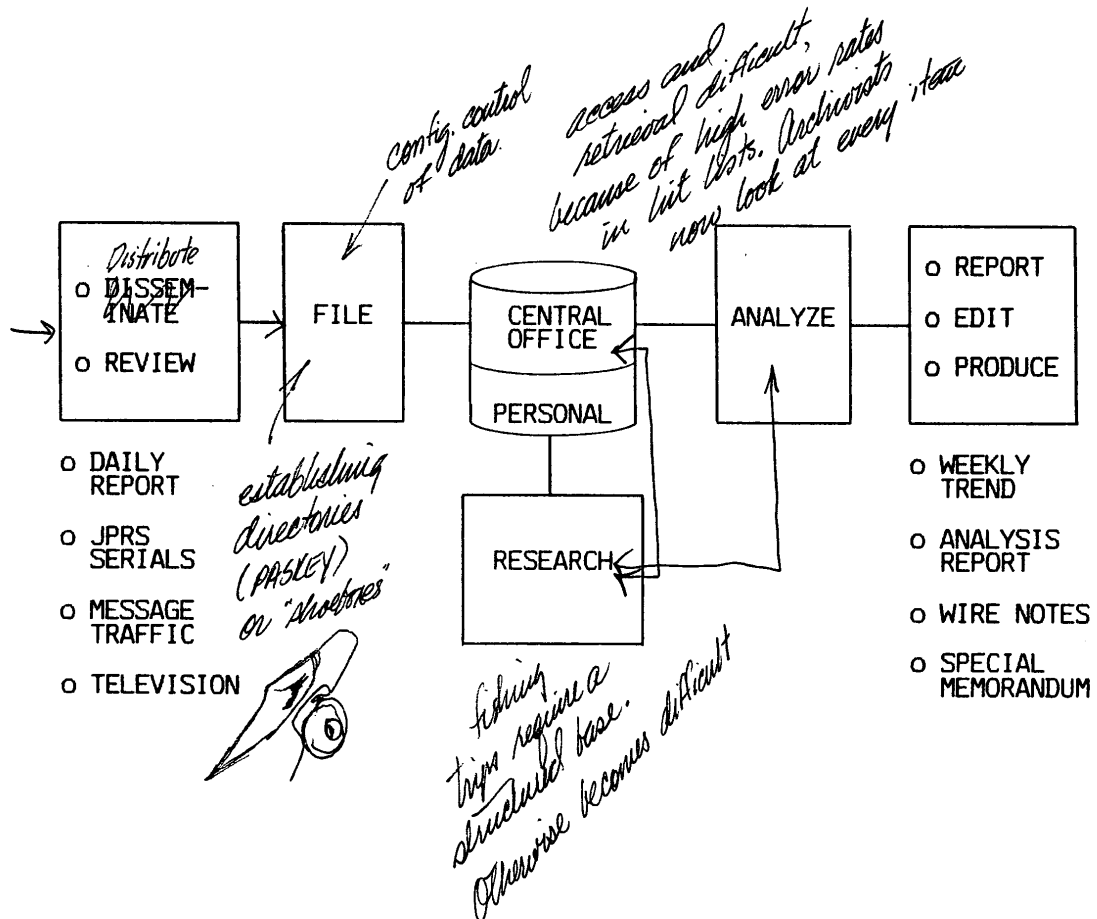 config. control
of data.
access and
retrieval difficult,
because of high error rates
in hit lists. Archivists
now look at every item
Distribute
O DISSEM-
INATE
O REVIEW
FILE
CENTRAL
OFFICE
PERSONAL
ANALYZE
O REPORT
O EDIT
O PRODUCE
O DAILY
REPORT
O JPRS
SERIALS
O MESSAGE
TRAFFIC
O TELEVISION
establishing
directories
(PASKEY)
or "shoeboxes"
RESEARCH
fishing
trips require a
structured base.
Otherwise becomes difficult
O WEEKLY
TREND
O ANALYSIS
REPORT
O WIRE NOTES
O SPECIAL
MEMORANDUM